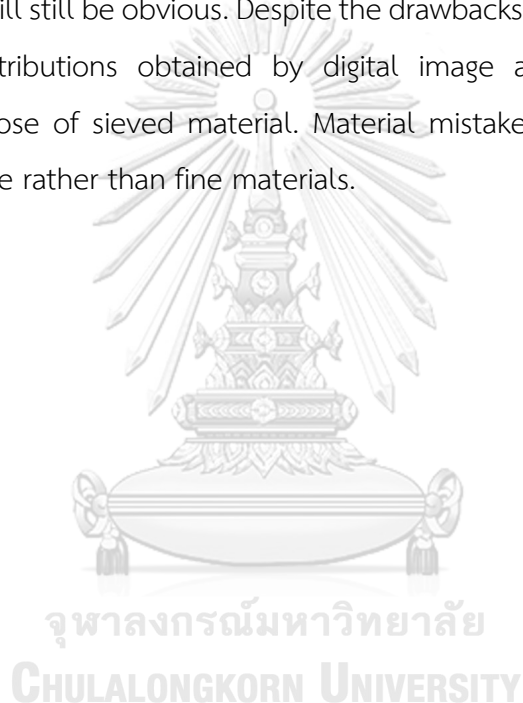 ill still be obvious. Despite the drawbacks
tributions obtained by digital image a
ose of sieved material. Material mistake
e rather than fine materials.
จุฬาลงกรณ์มหาวิทยาลัย
CHULALONGKORN UNIVERSITY